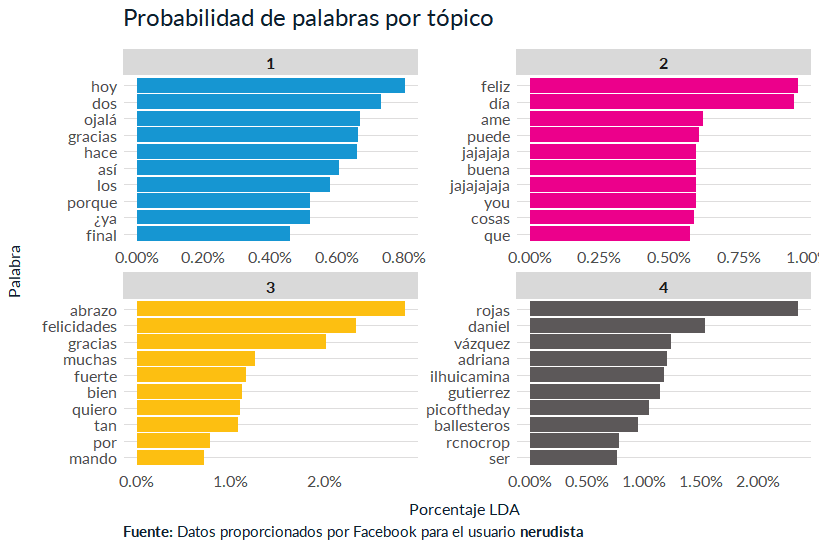 Probabilidad de palabras por tópico
1
hoy
dos
ojalá
gracias
hace
así
los
porque
¿ya
final
0.00% 0.20% 0.40% 0.60% 0.80%
2
feliz
día
ame
puede
jajajaja
buena
jajajajaja
you
cosas
que
0.00% 0.25% 0.50% 0.75% 1.00%
3
abrazo
felicidades
gracias
muchas
fuerte
bien
quiero
tan
por
mando
0.0% 1.0% 2.0%
4
rojas
daniel
vázquez
adriana
ilhuicamina
gutierrez
picoftheday
ballesteros
rcnocrop
ser
0.00% 0.50% 1.00% 1.50% 2.00%
Palabra
Porcentaje LDA
Fuente: Datos proporcionados por Facebook para el usuario nerudista